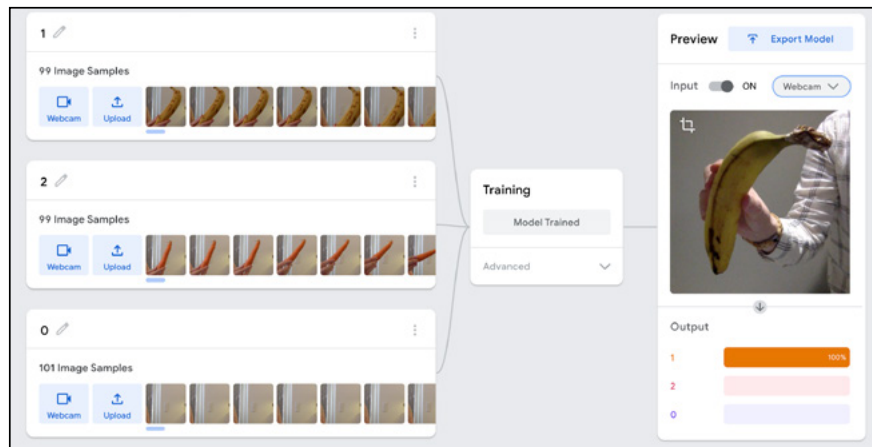 1
99 Image Samples
Webcam
Upload
2
99 Image Samples
Webcam
Upload
0
101 Image Samples
Webcam
Upload
Training
Model Trained
Advanced
Preview
Export Model
Input
ON
Webcam
Output
1
100%
2
0